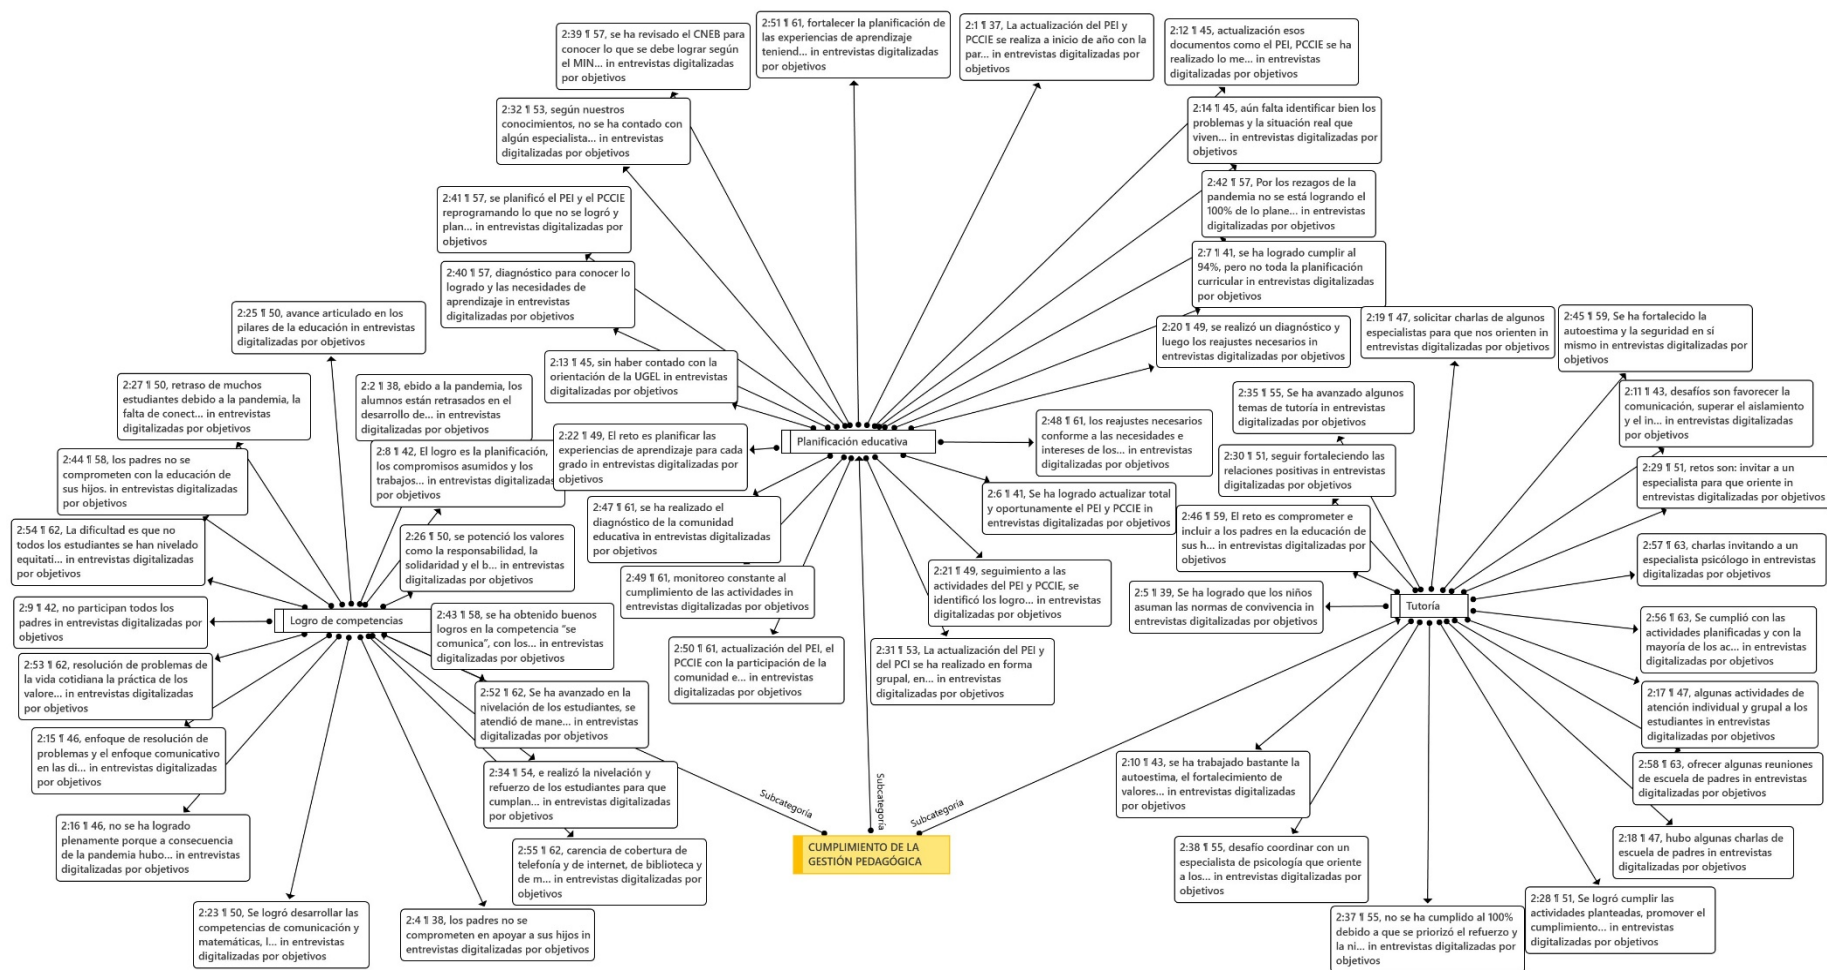 2:51 ¶ 61, fortalecer la planificación de
las experiencias de aprendizaje
teniend... in entrevistas digitalizadas
por objetivos
2:1 ¶ 37, La actualización del PEI y
PCCIE se realiza a inicio de año con la
par... in entrevistas digitalizadas por
objetivos
2:39 ¶ 57, se ha revisado el CNEB para
conocer lo que se debe lograr según
el MIN... in entrevistas digitalizadas
por objetivos
2:12 ¶ 45, actualización esos
documentos como el PEI, PCCIE se ha
realizado lo me... in entrevistas
digitalizadas por objetivos
2:32 ¶ 53, según nuestros
conocimientos, no se ha contado con
algún especialista... in entrevistas
digitalizadas por objetivos
2:14 ¶ 45, aún falta identificar bien los
problemas y la situación real que
viven... in entrevistas digitalizadas por
objetivos
2:41 ¶ 57, se planificó el PEI y el PCCIE
reprogramando lo que no se logró y
plan... in entrevistas digitalizadas por
objetivos
2:42 ¶ 57, Por los rezagos de la
pandemia no se está logrando el
100% de lo plane... in entrevistas
digitalizadas por objetivos
2:40 ¶ 57, diagnóstico para conocer lo
logrado y las necesidades de
aprendizaje in entrevistas
digitalizadas por objetivos
2:7 ¶ 41, se ha logrado cumplir al
94%, pero no toda la planificación
curricular in entrevistas digitalizadas
por objetivos
2:25 ¶ 50, avance articulado en los
pilares de la educación in entrevistas
digitalizadas por objetivos
2:20 ¶ 49, se realizó un diagnóstico y
luego los reajustes necesarios in
entrevistas digitalizadas por objetivos
2:19 ¶ 47, solicitar charlas de algunos
especialistas para que nos orienten in
entrevistas digitalizadas por objetivos
2:45 ¶ 59, Se ha fortalecido la
autoestima y la seguridad en sí
mismo in entrevistas digitalizadas por
objetivos
2:13 ¶ 45, sin haber contado con la
orientación de la UGEL in entrevistas
digitalizadas por objetivos
2:27 ¶ 50, retraso de muchos
estudiantes debido a la pandemia, la
falta de conect... in entrevistas
digitalizadas por objetivos
2:2 ¶ 38, ebido a la pandemia, los
alumnos están retrasados en el
desarrollo de... in entrevistas
digitalizadas por objetivos
2:35 ¶ 55, Se ha avanzado algunos
temas de tutoría in entrevistas
digitalizadas por objetivos
2:11 ¶ 43, desafíos son favorecer la
comunicación, superar el aislamiento
y el in... in entrevistas digitalizadas
por objetivos
2:44 ¶ 58, los padres no se
comprometen con la educación de
sus hijos. in entrevistas digitalizadas
por objetivos
2:8 ¶ 42, El logro es la planificación,
los compromisos asumidos y los
trabajos... in entrevistas digitalizadas
por objetivos
2:22 ¶ 49, El reto es planificar las
experiencias de aprendizaje para cada
grado in entrevistas digitalizadas por
objetivos
Planificación educativa
2:48 ¶ 61, los reajustes necesarios
conforme a las necesidades e
intereses de los... in entrevistas
digitalizadas por objetivos
2:30 ¶ 51, seguir fortaleciendo las
relaciones positivas in entrevistas
digitalizadas por objetivos
2:29 ¶ 51, retos son: invitar a un
especialista para que oriente in
entrevistas digitalizadas por objetivos
2:6 ¶ 41, Se ha logrado actualizar total
y oportunamente el PEI y PCCIE in
entrevistas digitalizadas por objetivos
2:47 ¶ 61, se ha realizado el
diagnóstico de la comunidad
educativa in entrevistas digitalizadas
por objetivos
2:46 ¶ 59, El reto es comprometer e
incluir a los padres en la educación de
sus h... in entrevistas digitalizadas por
objetivos
2:54 ¶ 62, La dificultad es que no
todos los estudiantes se han nivelado
equitati... in entrevistas digitalizadas
por objetivos
2:26 ¶ 50, se potenció los valores
como la responsabilidad, la
solidaridad y el b... in entrevistas
digitalizadas por objetivos
2:57 ¶ 63, charlas invitando a un
especialista psicólogo in entrevistas
digitalizadas por objetivos
2:49 ¶ 61, monitoreo constante al
cumplimiento de las actividades in
entrevistas digitalizadas por objetivos
2:21 ¶ 49, seguimiento a las
actividades del PEI y PCCIE, se
identificó los logro... in entrevistas
digitalizadas por objetivos
2:5 ¶ 39, Se ha logrado que los niños
asuman las normas de convivencia in
entrevistas digitalizadas por objetivos
Tutoría
2:9 ¶ 42, no participan todos los
padres in entrevistas digitalizadas por
objetivos
Logro de competencias
2:43 ¶ 58, se ha obtenido buenos
logros en la competencia "se
comunica", con los... in entrevistas
digitalizadas por objetivos
2:56 ¶ 63, Se cumplió con las
actividades planificadas y con la
mayoría de los ac... in entrevistas
digitalizadas por objetivos
2:50 ¶ 61, actualización del PEI, el
PCCIE con la participación de la
comunidad e... in entrevistas
digitalizadas por objetivos
2:31 ¶ 53, La actualización del PEI y
del PCI se ha realizado en forma
grupal, en... in entrevistas
digitalizadas por objetivos
2:53 ¶ 62, resolución de problemas de
la vida cotidiana la práctica de los
valore... in entrevistas digitalizadas
por objetivos
2:52 ¶ 62, Se ha avanzado en la
nivelación de los estudiantes, se
atendió de mane... in entrevistas
digitalizadas por objetivos
2:17 ¶ 47, algunas actividades de
atención individual y grupal a los
estudiantes in entrevistas
digitalizadas por objetivos
2:15 ¶ 46, enfoque de resolución de
problemas y el enfoque comunicativo
en las di... in entrevistas digitalizadas
por objetivos
2:34 ¶ 54, e realizó la nivelación y
refuerzo de los estudiantes para que
cumplan... in entrevistas digitalizadas
por objetivos
2:10 ¶ 43, se ha trabajado bastante la
autoestima, el fortalecimiento de
valores... in entrevistas digitalizadas
por objetivos
2:58 ¶ 63, ofrecer algunas reuniones
de escuela de padres in entrevistas
digitalizadas por objetivos
Subcategoría
Subcategoría
Subcategoría
2:16 ¶ 46, no se ha logrado
plenamente porque a consecuencia
de la pandemia hubo... in entrevistas
digitalizadas por objetivos
2:55 ¶ 62, carencia de cobertura de
telefonía y de internet, de biblioteca y
de m... in entrevistas digitalizadas por
objetivos
CUMPLIMIENTO DE LA
GESTIÓN PEDAGÓGICA
2:38 ¶ 55, desafío coordinar con un
especialista de psicología que oriente
a los... in entrevistas digitalizadas por
objetivos
2:18 ¶ 47, hubo algunas charlas de
escuela de padres in entrevistas
digitalizadas por objetivos
2:23 ¶ 50, Se logró desarrollar las
competencias de comunicación y
matemáticas, l... in entrevistas
digitalizadas por objetivos
2:4 ¶ 38, los padres no se
comprometen en apoyar a sus hijos in
entrevistas digitalizadas por objetivos
2:37 ¶ 55, no se ha cumplido al 100%
debido a que se priorizó el refuerzo y
la ni... in entrevistas digitalizadas por
objetivos
2:28 ¶ 51, Se logró cumplir las
actividades planteadas, promover el
cumplimiento... in entrevistas
digitalizadas por objetivos